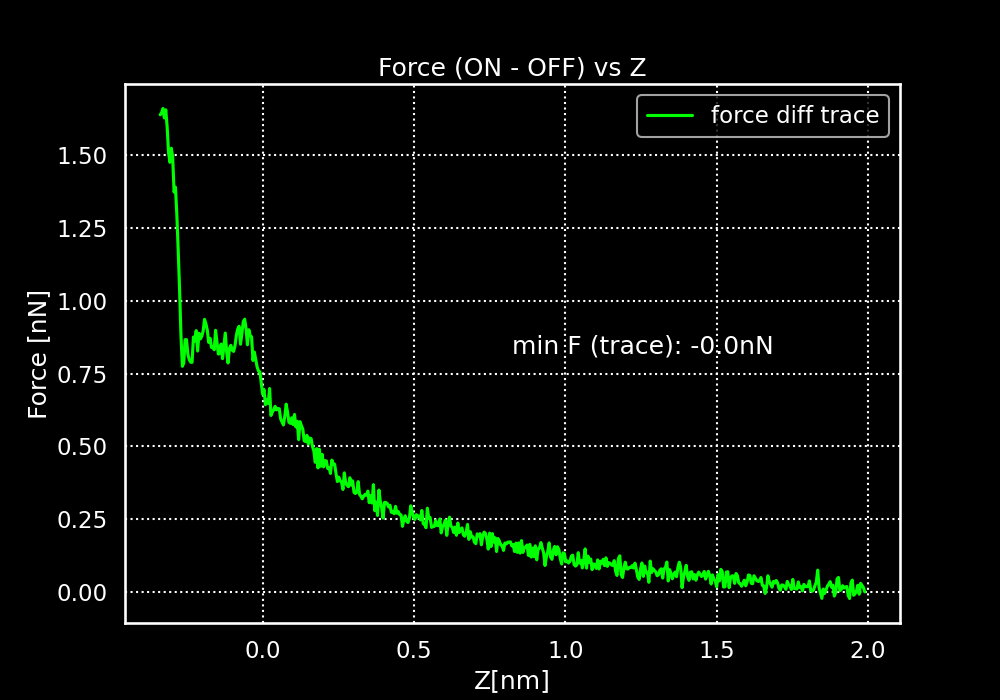 Force (ON - OFF) vs Z
force diff trace
1.50
1.25
1.00
0.75
0.50
0.25
0.00
Force [nN]
min F (trace): -0.0nN
0.0 0.5 1.0 1.5 2.0
Z[nm]